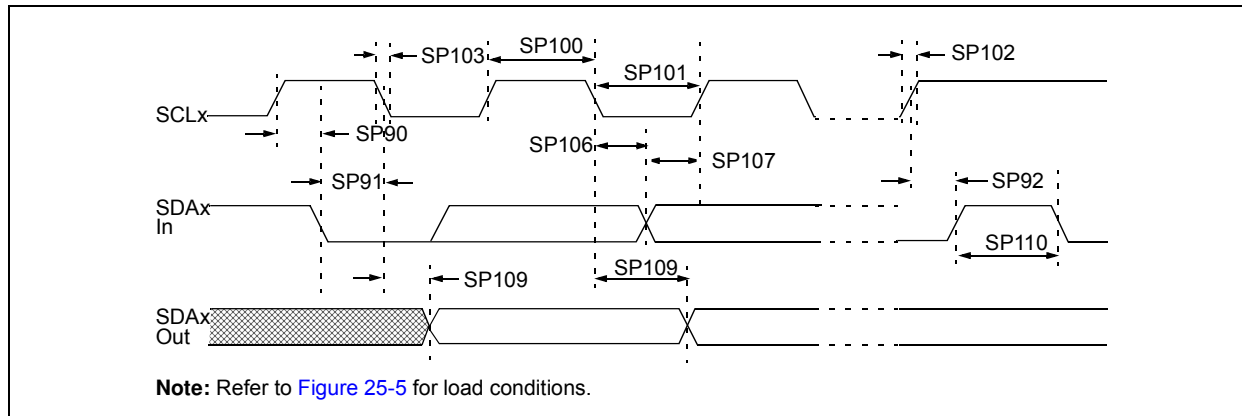 SP103
SP100
SP101
SP102
SCLx
SP90
SP106
SP107
SP91
SP92
SDAx
In
SP110
SP109
SP109
SDAx
Out
Note: Refer to Figure 25-5 for load conditions.